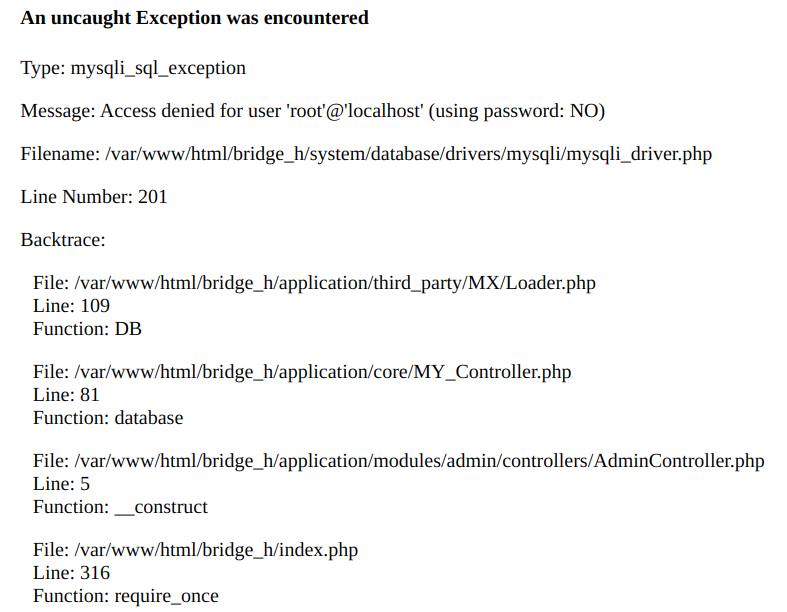 An uncaught Exception was encountered
Type: mysqli_sql_exception
Message: Access denied for user 'root'@'localhost' (using password: NO)
Filename: /var/www/html/bridge_h/system/database/drivers/mysqli/mysqli_driver.php
Line Number: 201
Backtrace:
File: /var/www/html/bridge_h/application/third_party/MX/Loader.php
Line: 109
Function: DB
File: /var/www/html/bridge_h/application/core/MY_Controller.php
Line: 81
Function: database
File: /var/www/html/bridge_h/application/modules/admin/controllers/AdminController.php
Line: 5
Function: __construct
File: /var/www/html/bridge_h/index.php
Line: 316
Function: require_once